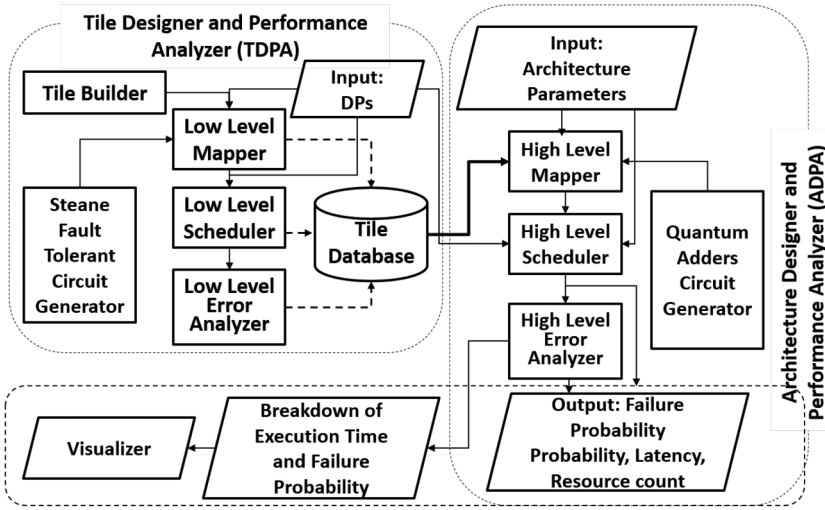 Tile Designer and Performance
Analyzer (TDPA)
Tile Builder
Input:
DPs
Low Level
Mapper
Steane
Fault
Tolerant
Circuit
Generator
Low Level
Scheduler
Low Level
Error
Analyzer
Tile
Database
Input:
Architecture
Parameters
High Level
Mapper
High Level
Scheduler
High Level
Error
Analyzer
Quantum
Adders
Circuit
Generator
Architecture Designer and
Performance Analyzer (ADPA)
Visualizer
Breakdown of
Execution Time
and Failure
Probability
Output: Failure
Probability
Probability, Latency,
Resource count